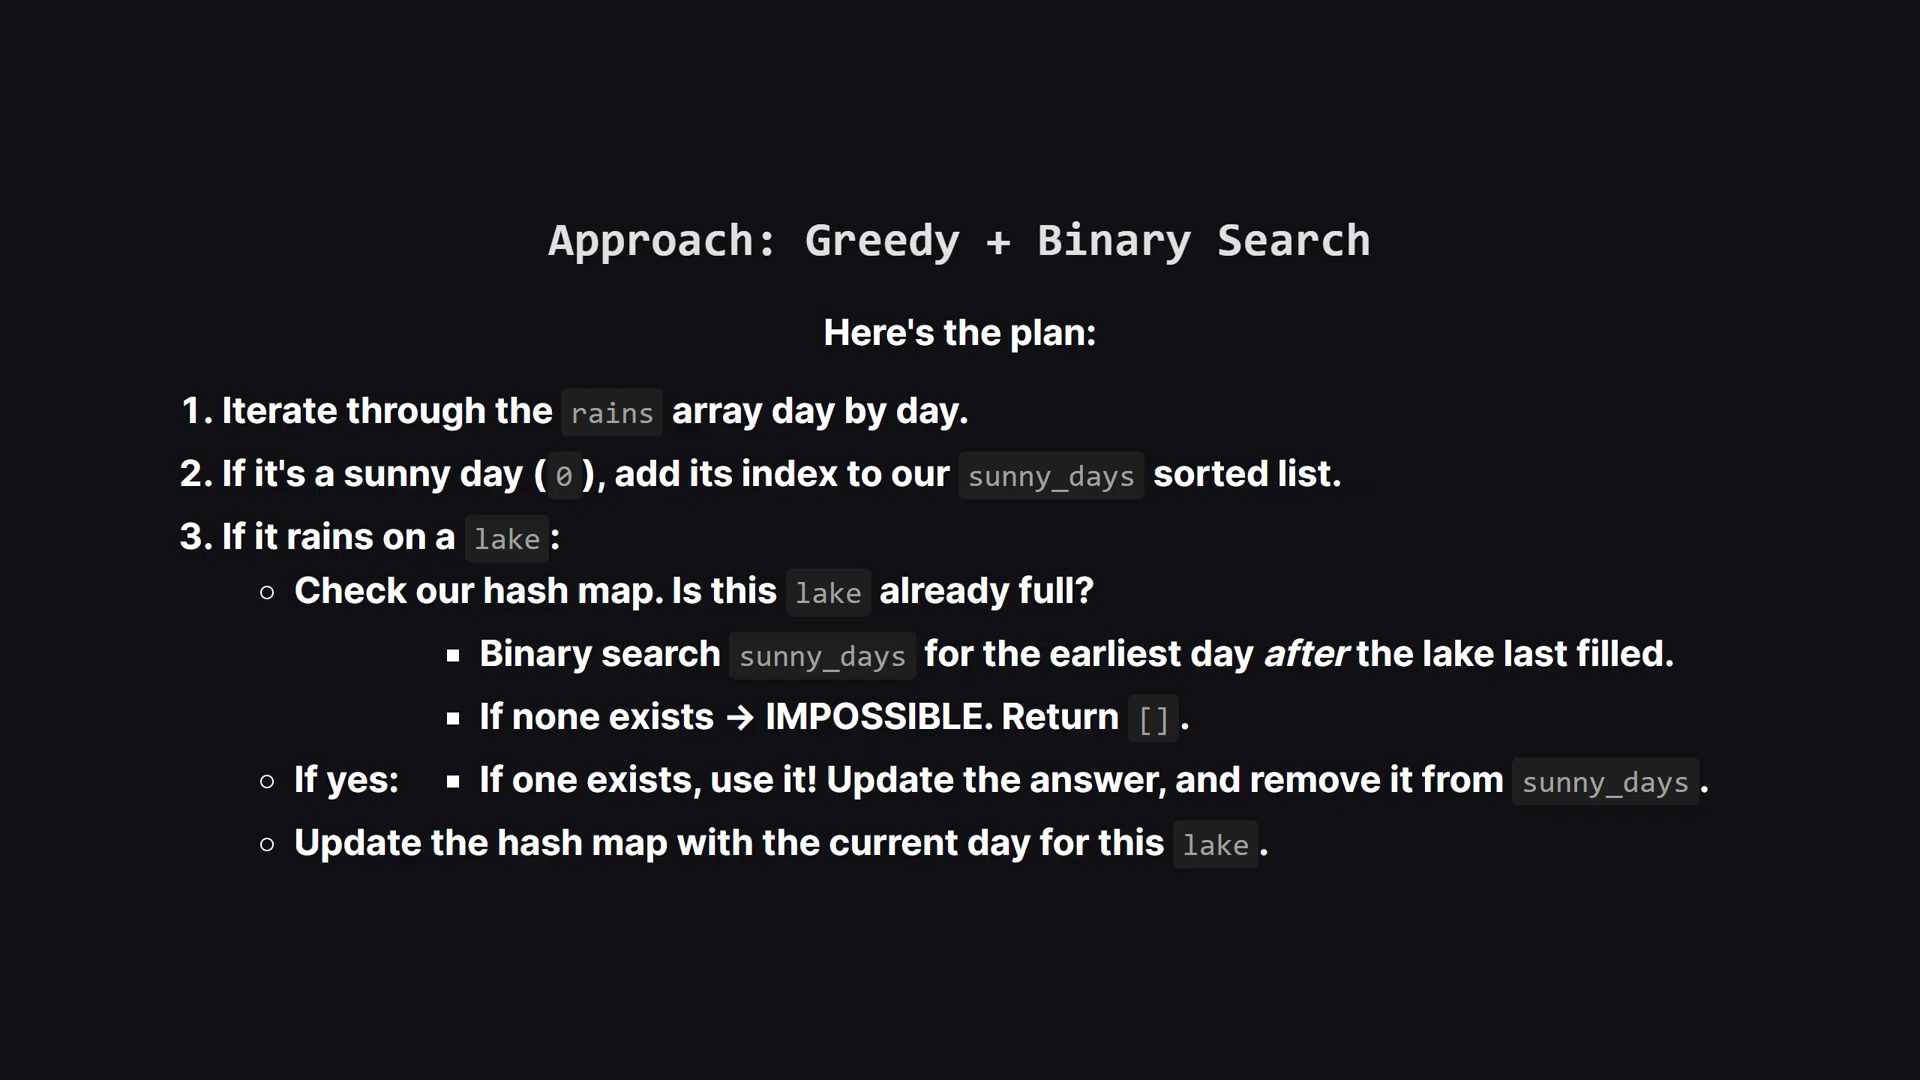 Approach: Greedy + Binary Search
Here's the plan:
1. Iterate through the rains array day by day.
2. If it's a sunny day (0), add its index to our sunny_days sorted list.
3. If it rains on a lake:
○ Check our hash map. Is this lake already full?
▪ Binary search sunny_days for the earliest day after the lake last filled.
▪ If none exists → IMPOSSIBLE. Return [].
○ If yes: ▪ If one exists, use it! Update the answer, and remove it from sunny_days.
○ Update the hash map with the current day for this lake.